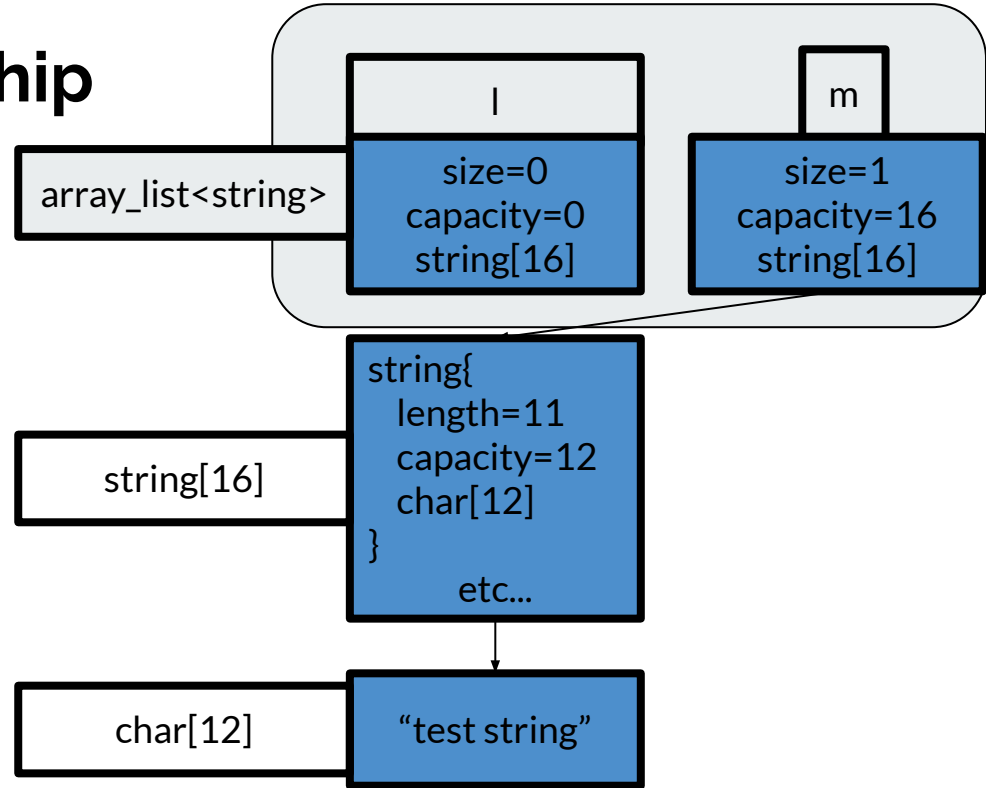 hip
l
m
array_list<string>
size=0
capacity=0
string[16]
size=1
capacity=16
string[16]
string[16]
string{
length=11
capacity=12
char[12]
}
etc...
char[12]
“test string”